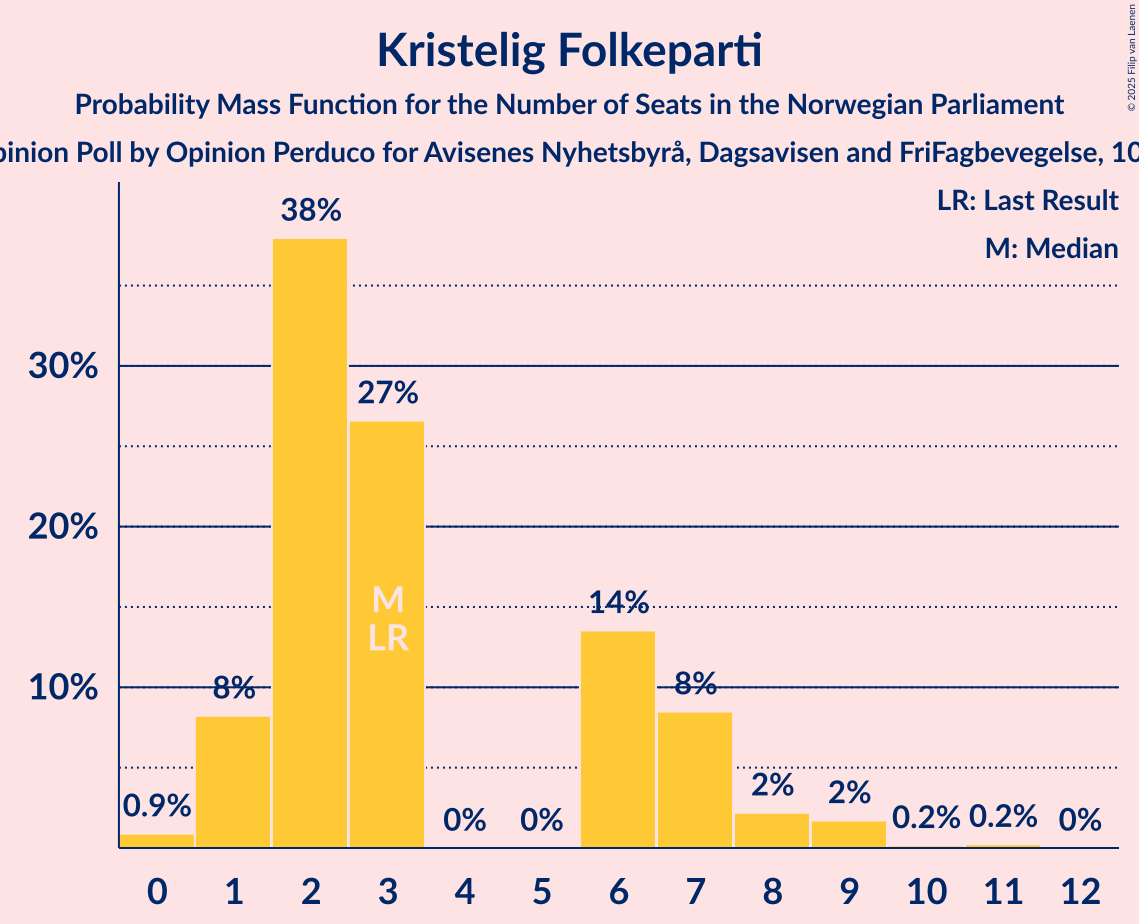 Kristelig Folkeparti
Probability Mass Function for the Number of Seats in the Norwegian Parliament
Poll by Opinion Perduco for Avisenes Nyhetsbyrå, Dagsavisen and FriFagbevegelse, 10
© 2025 Filip van Laenen
LR: Last Result
M: Median
38%
30%
27%
20%
M
LR
14%
10%
8%
8%
0.9%
0%
0%
2%
2%
0.2%
0.2%
0%
0 1 2 3 4 5 6 7 8 9 10 11 12